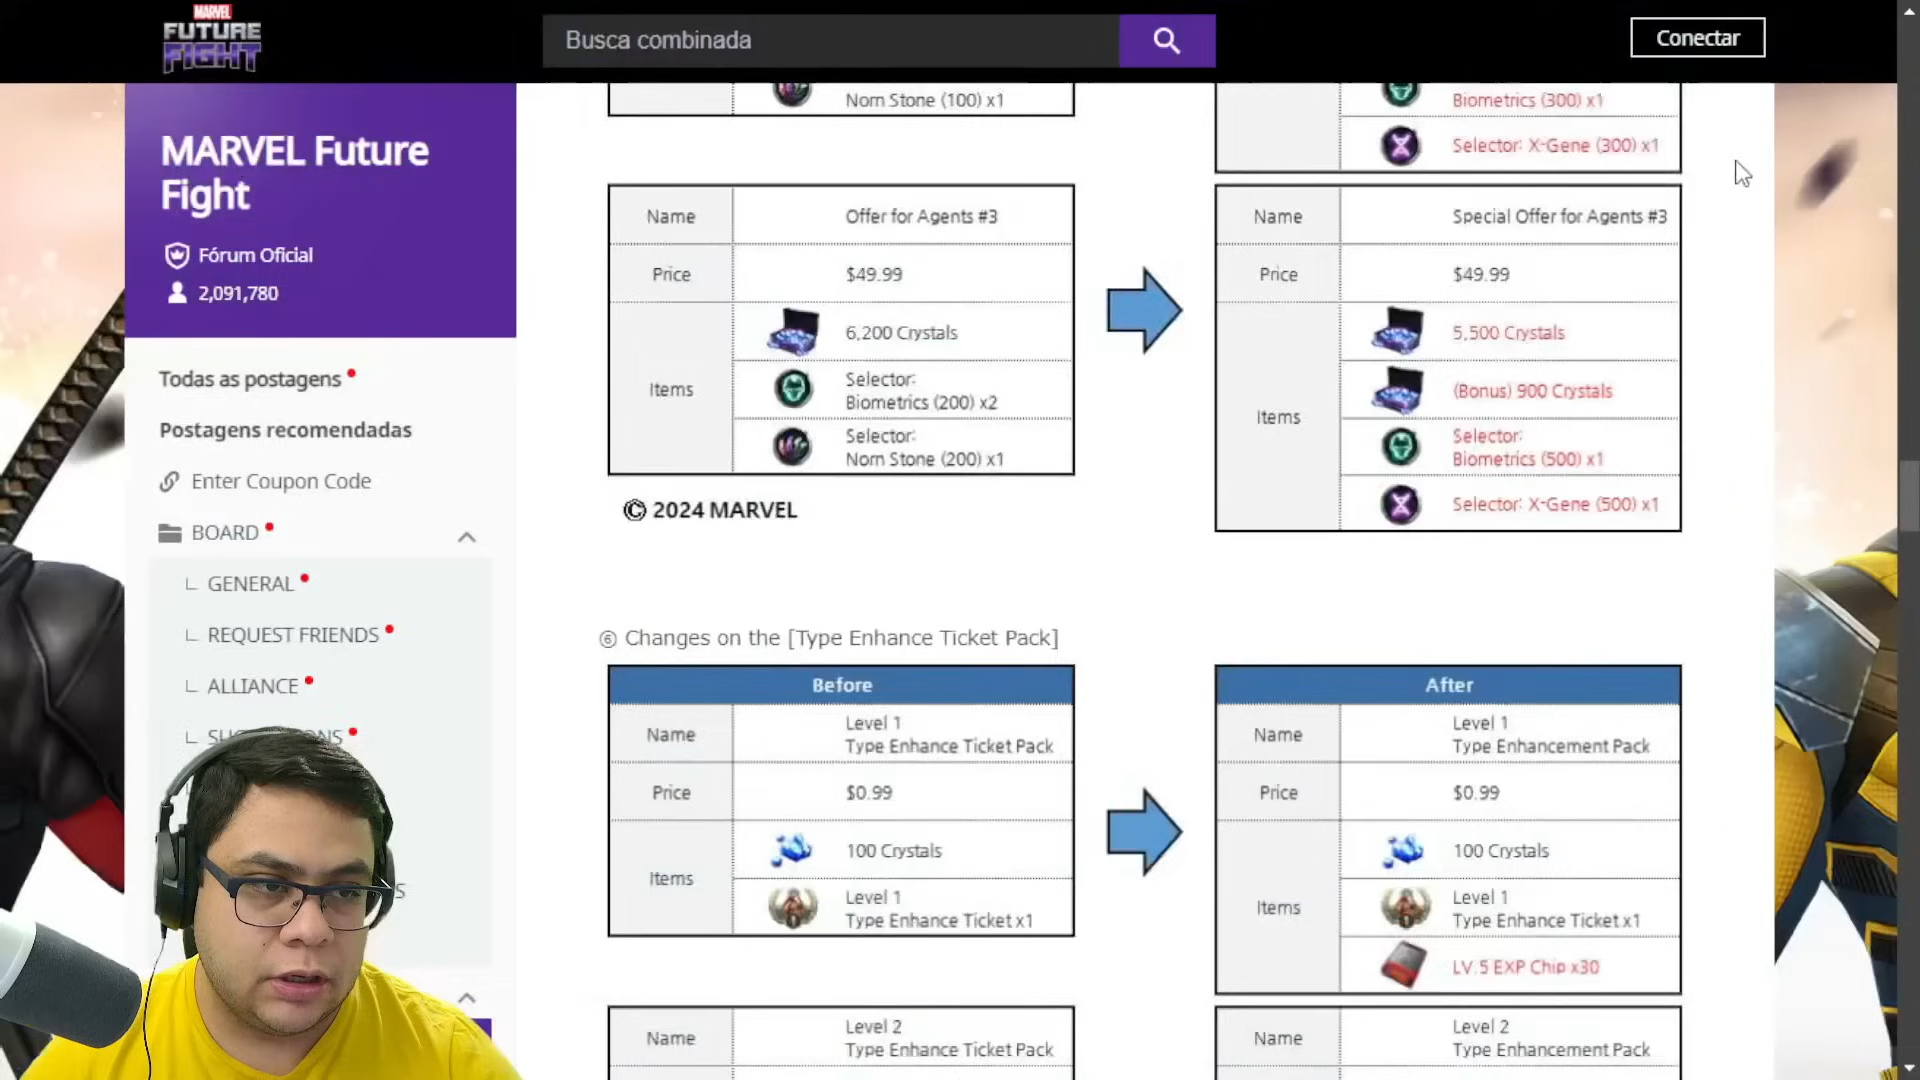 MARVEL
FUTURE
FIGHT
Busca combinada
Conectar
MARVEL Future
Fight
Fórum Oficial
2,091,780
Todas as postagens
Postagens recomendadas
Enter Coupon Code
BOARD
GENERAL
REQUEST FRIENDS
ALLIANCE
Norn Stone (100) x1
Biometrics (300) x1
Selector: X-Gene (300) x1
Name
Offer for Agents #3
Price
$49.99
Items
6,200 Crystals
Selector:
Biometrics (200) x2
Selector:
Norn Stone (200) x1
Name
Special Offer for Agents #3
Price
$49.99
Items
5,500 Crystals
(Bonus) 900 Crystals
Selector:
Biometrics (500) x1
Selector: X-Gene (500) x1
© 2024 MARVEL
⑥ Changes on the [Type Enhance Ticket Pack]
Before
Name
Level 1
Type Enhance Ticket Pack
Price
$0.99
Items
100 Crystals
Level 1
Type Enhance Ticket x1
After
Name
Level 1
Type Enhancement Pack
Price
$0.99
Items
100 Crystals
Level 1
Type Enhance Ticket x1
LV.5 EXP Chip x30
Name
Level 2
Type Enhance Ticket Pack
Name
Level 2
Type Enhancement Pack